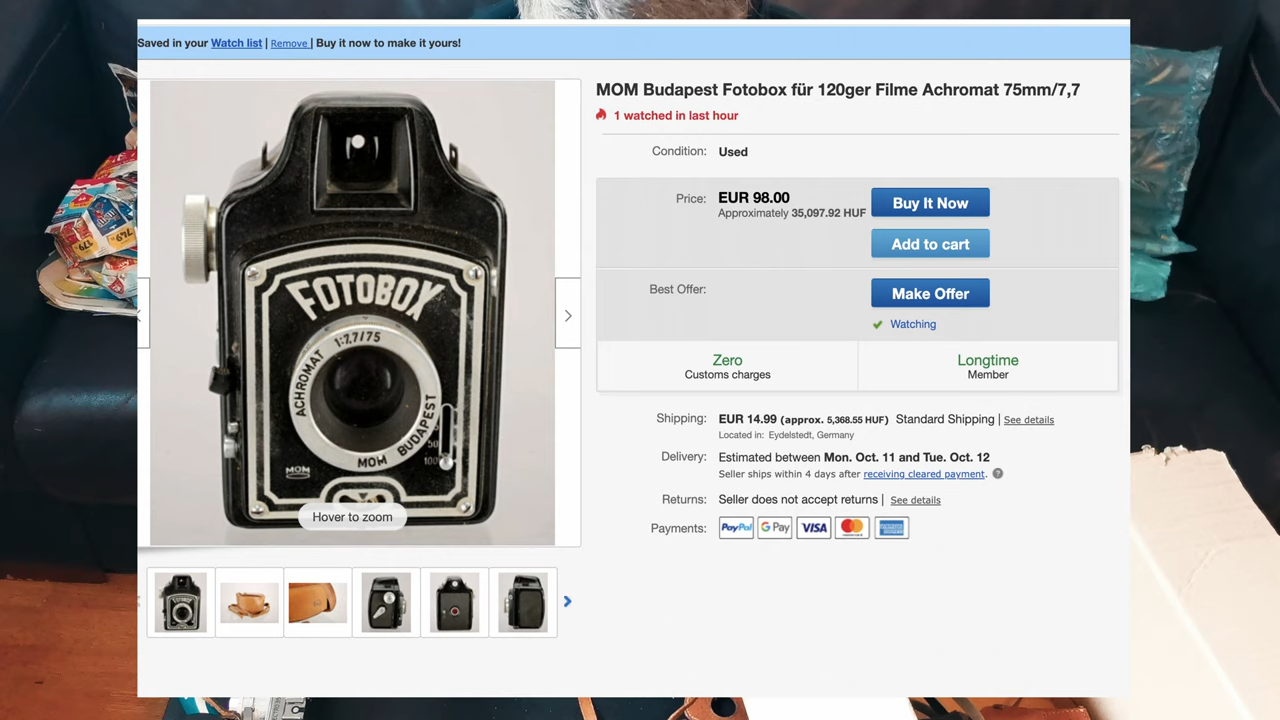 Saved in your Watch list | Remove | Buy it now to make it yours!
MOM Budapest Fotobox für 120ger Filme Achromat 75mm/7,7
1 watched in last hour
Condition: Used
Price: EUR 98.00
Approximately 35,097.92 HUF
Buy It Now
Add to cart
Best Offer:
Make Offer
Watching
Zero
Customs charges
Longtime
Member
Shipping: EUR 14.99 (approx. 5,368.55 HUF) Standard Shipping | See details
Located in: Eydelstedt, Germany
Delivery: Estimated between Mon. Oct. 11 and Tue. Oct. 12
Seller ships within 4 days after receiving cleared payment. ?
Returns: Seller does not accept returns | See details
Payments: PayPal G Pay VISA
FOTOBOX
1:7,7/75
ACHROMAT
MOM BUDAPEST
50
100
MOM
Hover to zoom